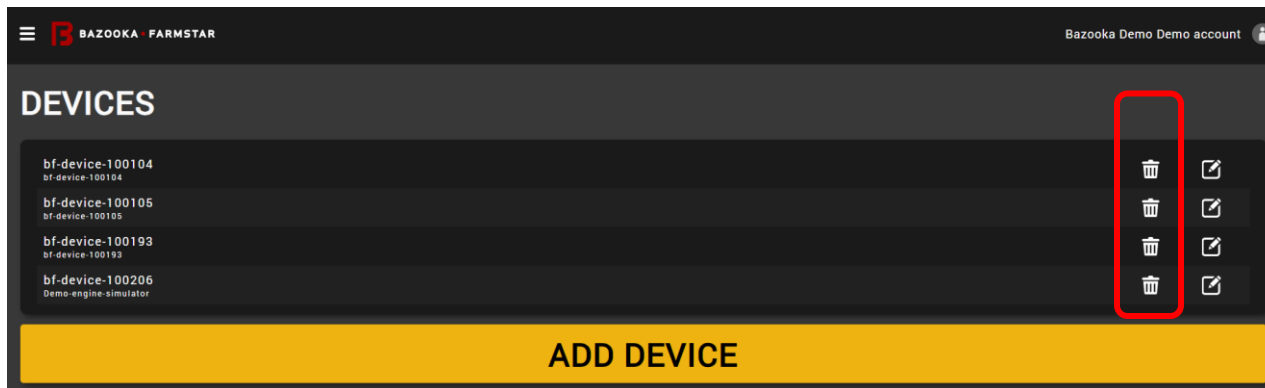 BAZOOKA-FARMSTAR
Bazooka Demo Demo account
DEVICES
bf-device-100104
bf-device-100104
bf-device-100105
bf-device-100105
bf-device-100193
bf-device-100193
bf-device-100206
Demo-engine-simulator
ADD DEVICE